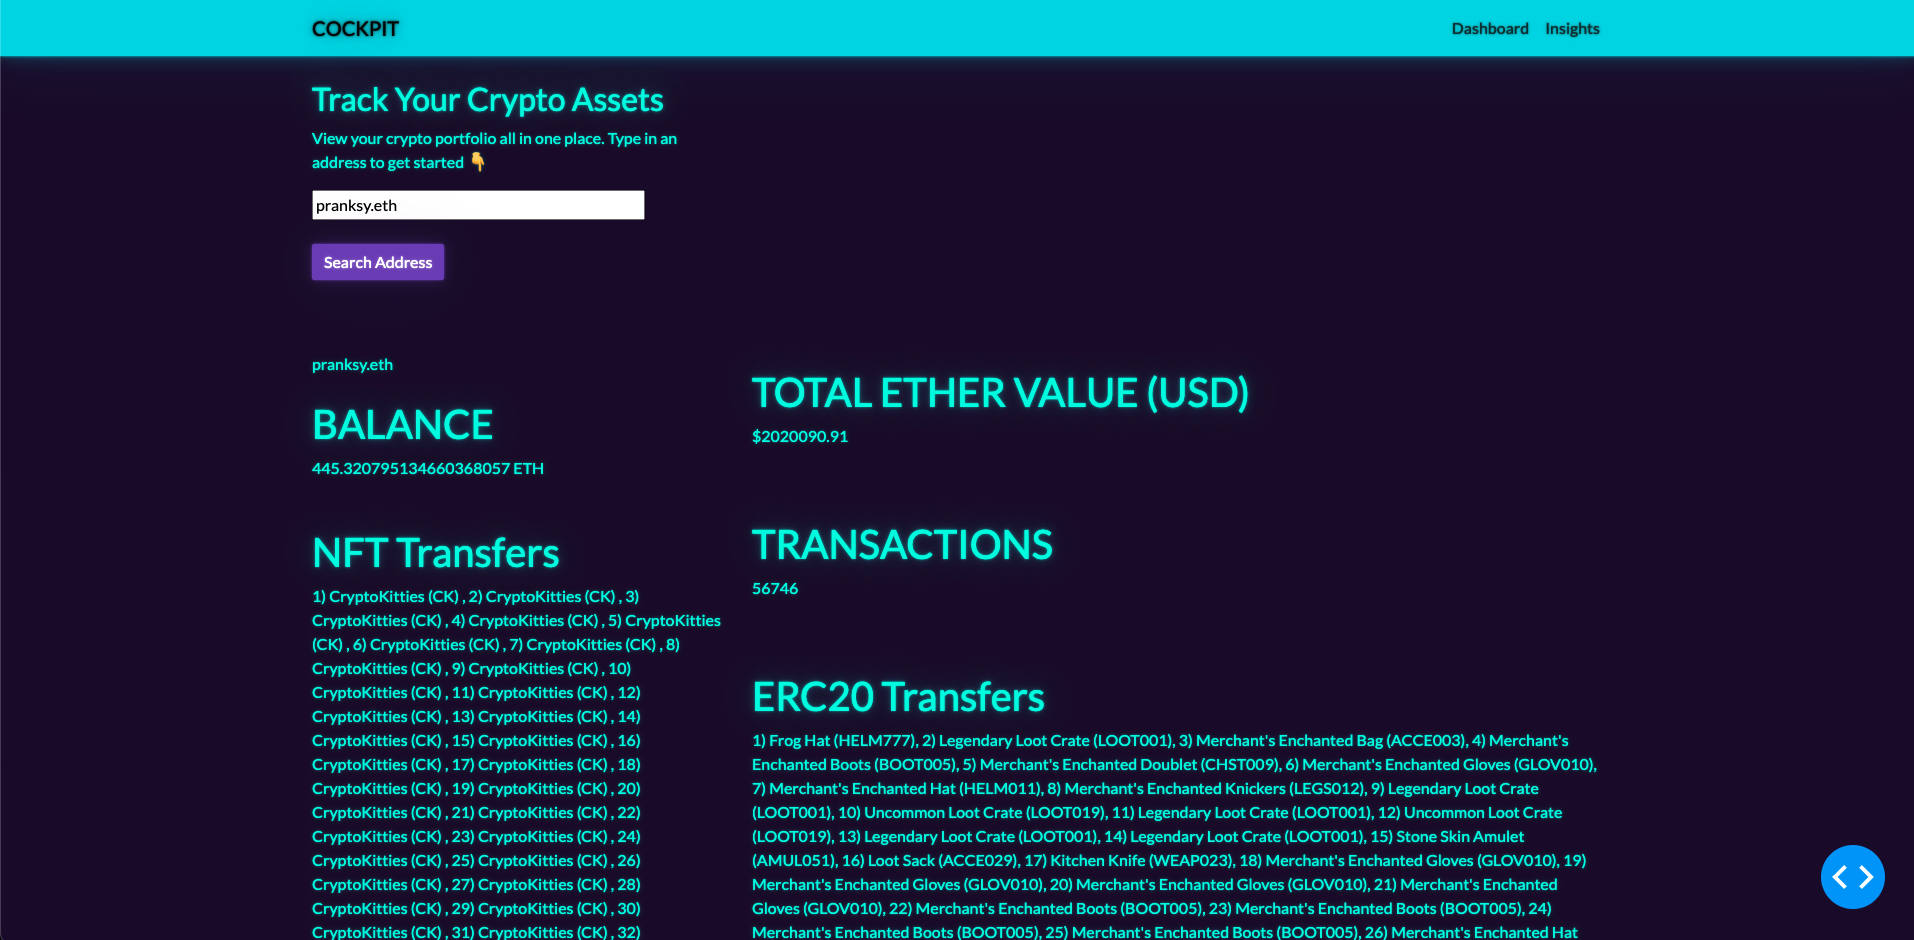 COCKPIT
Dashboard
Insights
Track Your Crypto Assets
View your crypto portfolio all in one place. Type in an
address to get started 👇
pranksy.eth
Search Address
pranksy.eth
BALANCE
445.320795134660368057 ETH
NFT Transfers
1) CryptoKitties (CK) , 2) CryptoKitties (CK) , 3)
CryptoKitties (CK) , 4) CryptoKitties (CK) , 5) CryptoKitties
(CK) , 6) CryptoKitties (CK) , 7) CryptoKitties (CK) , 8)
CryptoKitties (CK) , 9) CryptoKitties (CK) , 10)
CryptoKitties (CK) , 11) CryptoKitties (CK) , 12)
CryptoKitties (CK) , 13) CryptoKitties (CK) , 14)
CryptoKitties (CK) , 15) CryptoKitties (CK) , 16)
CryptoKitties (CK) , 17) CryptoKitties (CK) , 18)
CryptoKitties (CK) , 19) CryptoKitties (CK) , 20)
CryptoKitties (CK) , 21) CryptoKitties (CK) , 22)
CryptoKitties (CK) , 23) CryptoKitties (CK) , 24)
CryptoKitties (CK) , 25) CryptoKitties (CK) , 26)
CryptoKitties (CK) , 27) CryptoKitties (CK) , 28)
CryptoKitties (CK) , 29) CryptoKitties (CK) , 30)
CryptoKitties (CK) , 31) CryptoKitties (CK) , 32)
TOTAL ETHER VALUE (USD)
$2020090.91
TRANSACTIONS
56746
ERC20 Transfers
1) Frog Hat (HELM777), 2) Legendary Loot Crate (LOOT001), 3) Merchant's Enchanted Bag (ACCE003), 4) Merchant's
Enchanted Boots (BOOT005), 5) Merchant's Enchanted Doublet (CHST009), 6) Merchant's Enchanted Gloves (GLOV010),
7) Merchant's Enchanted Hat (HELM011), 8) Merchant's Enchanted Knickers (LEGS012), 9) Legendary Loot Crate
(LOOT001), 10) Uncommon Loot Crate (LOOT019), 11) Legendary Loot Crate (LOOT001), 12) Uncommon Loot Crate
(LOOT019), 13) Legendary Loot Crate (LOOT001), 14) Legendary Loot Crate (LOOT001), 15) Stone Skin Amulet
(AMUL051), 16) Loot Sack (ACCE029), 17) Kitchen Knife (WEAP023), 18) Merchant's Enchanted Gloves (GLOV010), 19)
Merchant's Enchanted Gloves (GLOV010), 20) Merchant's Enchanted Gloves (GLOV010), 21) Merchant's Enchanted
Gloves (GLOV010), 22) Merchant's Enchanted Boots (BOOT005), 23) Merchant's Enchanted Boots (BOOT005), 24)
Merchant's Enchanted Boots (BOOT005), 25) Merchant's Enchanted Boots (BOOT005), 26) Merchant's Enchanted Hat